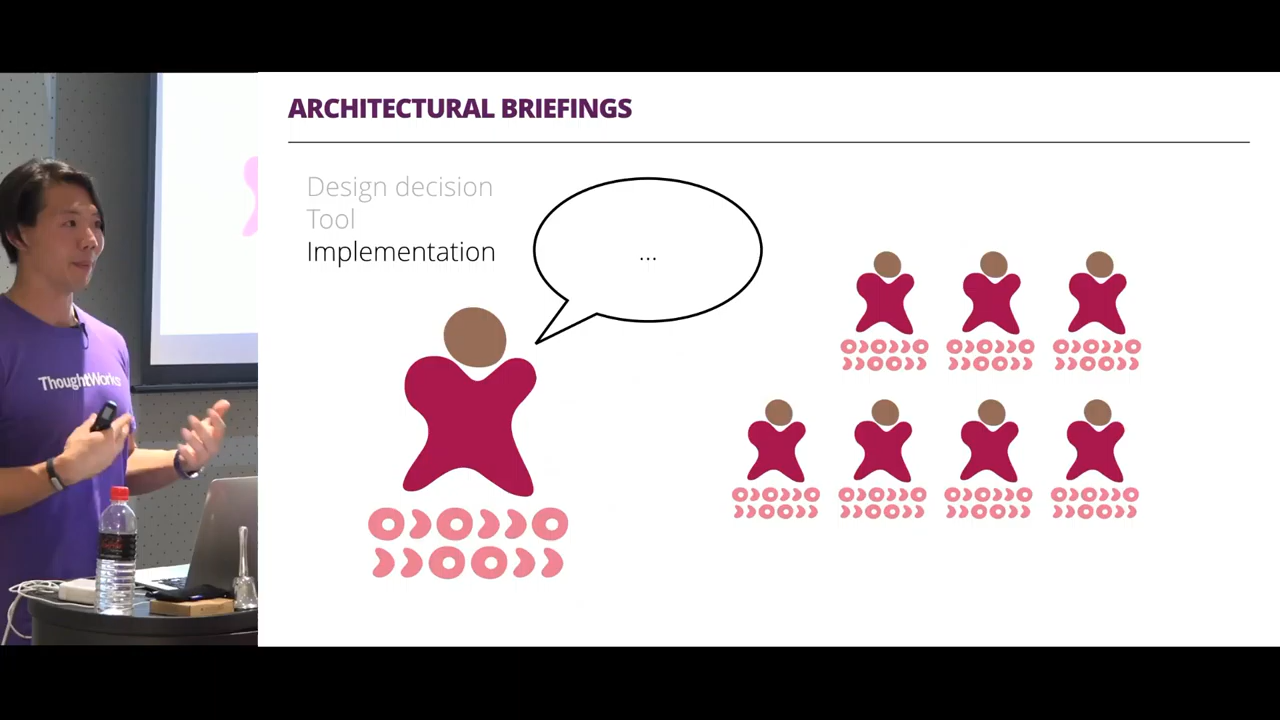 ARCHITECTURAL BRIEFINGS
Design decision
Tool
Implementation
...
ThoughtWorks